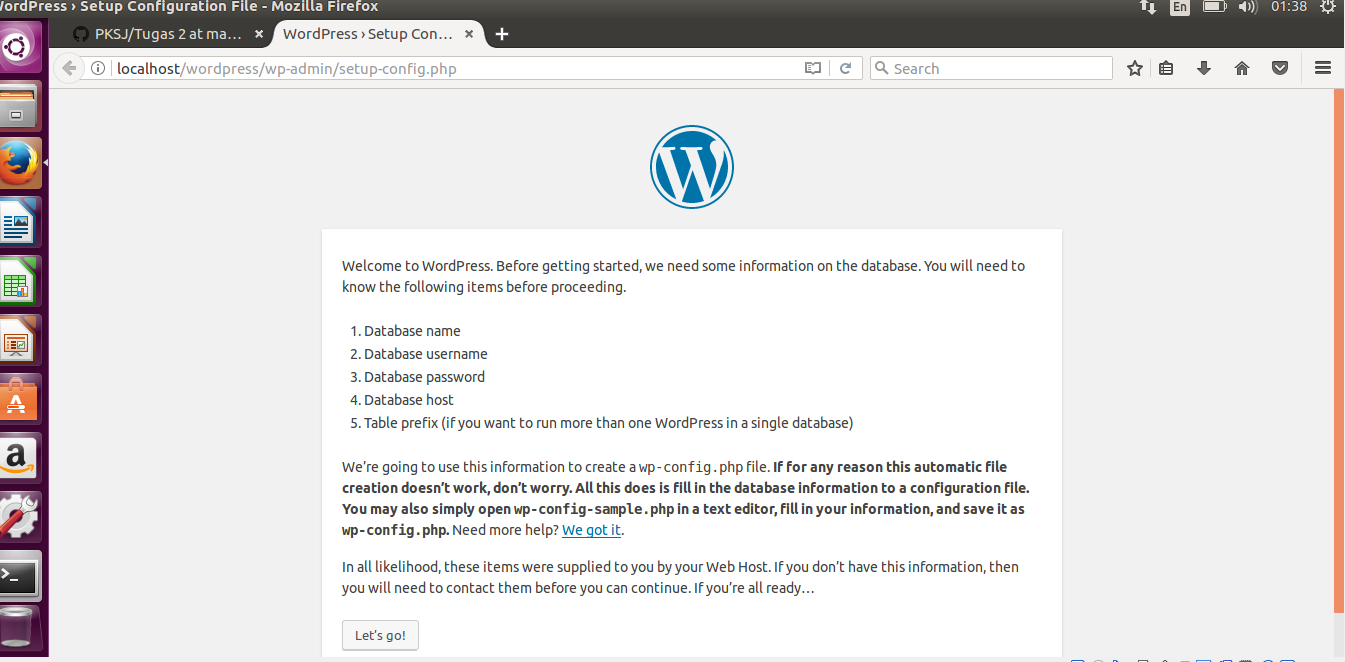 WordPress › Setup Configuration File - Mozilla Firefox
En
01:38
PKSJ/Tugas 2 at ma...
WordPress › Setup Con...
localhost/wordpress/wp-admin/setup-config.php
Search
W
Welcome to WordPress. Before getting started, we need some information on the database. You will need to
know the following items before proceeding.
1. Database name
2. Database username
3. Database password
4. Database host
5. Table prefix (if you want to run more than one WordPress in a single database)
We’re going to use this information to create a wp-config.php file. If for any reason this automatic file
creation doesn’t work, don’t worry. All this does is fill in the database information to a configuration file.
You may also simply open wp-config-sample.php in a text editor, fill in your information, and save it as
wp-config.php. Need more help? We got it.
In all likelihood, these items were supplied to you by your Web Host. If you don’t have this information, then
you will need to contact them before you can continue. If you’re all ready…
Let’s go!